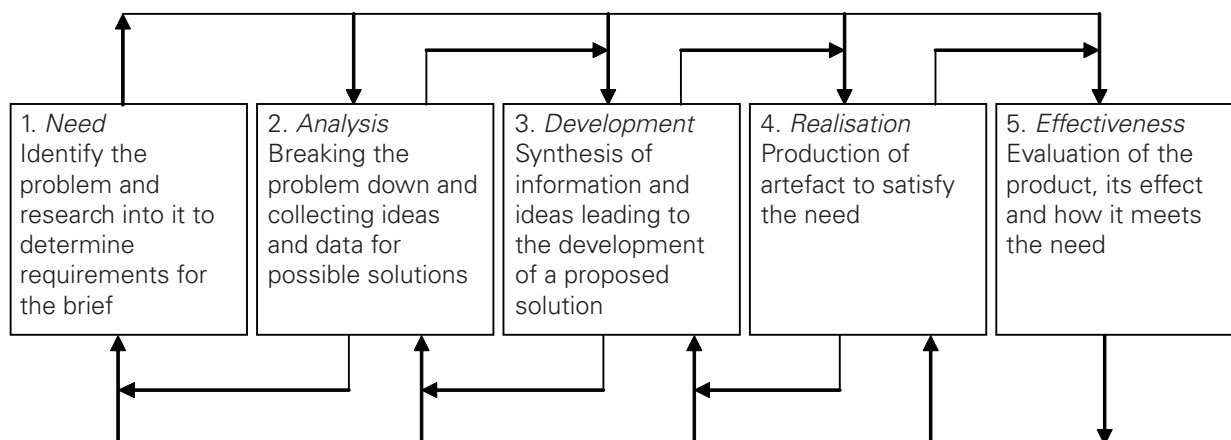 1. Need
Identify the
problem and
research into it to
determine
requirements for
the brief
2. Analysis
Breaking the
problem down and
collecting ideas
and data for
possible solutions
3. Development
Synthesis of
information and
ideas leading to
the development
of a proposed
solution
4. Realisation
Production of
artefact to satisfy
the need
5. Effectiveness
Evaluation of the
product, its effect
and how it meets
the need